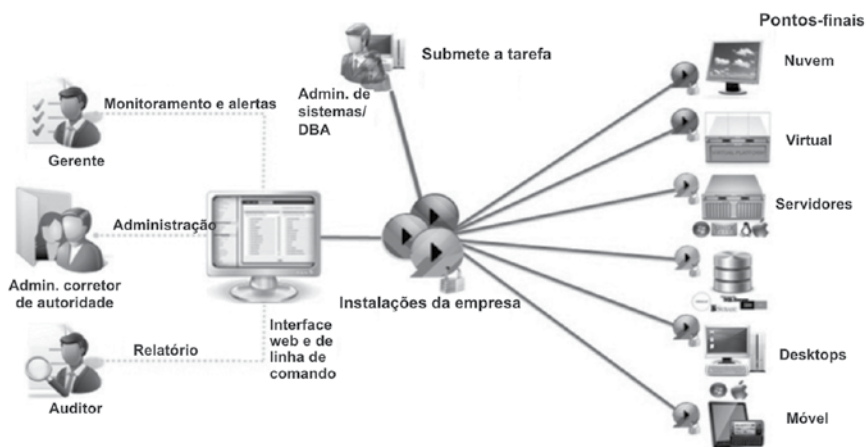 Pontos-finais
Submete a tarefa
Nuvem
Admin. de
sistemas/
DBA
Monitoramento e alertas
Gerente
Virtual
Administração
Servidores
Admin. corretor
de autoridade
Instalações da empresa
Interface
web e de
linha de
comando
Relatório
Auditor
Desktops
Móvel